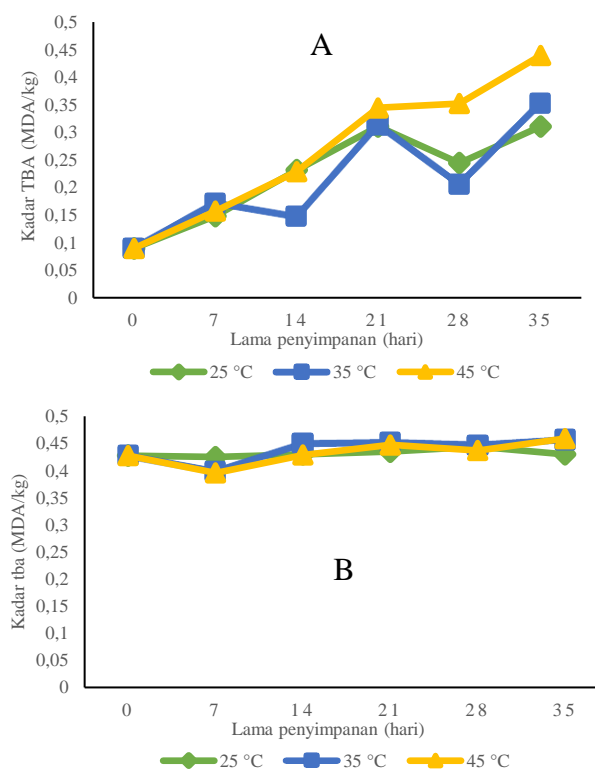 A
Kadar TBA (MDA/kg)
0,5
0,45
0,4
0,35
0,3
0,25
0,2
0,15
0,1
0,05
0
0 7 14 21 28 35
Lama penyimpanan (hari)
25 °C 35 °C 45 °C
B
Kadar tba (MDA/kg)
0,5
0,45
0,4
0,35
0,3
0,25
0,2
0,15
0,1
0,05
0
0 7 14 21 28 35
Lama penyimpanan (hari)
25 °C 35 °C 45 °C